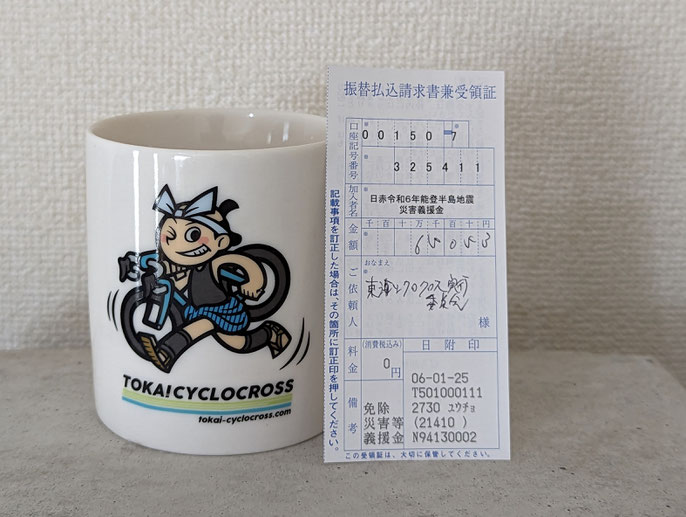 TOKA!CYCLOCROSS
tokai-cyclocross.com
振替払込請求書兼受領証
口座記号番号
00150-7
325411
加入者名
日赤令和6年能登半島地震
災害義援金
金額
千百十万千百十円
おなまえ
ご依頼人
東海シクロクロス実行
委員会
様
料金
(消費税込み)
0円
日附印
06-01-25
T501000111
2730 ユウチョ
(21410 )
N94130002
備考
免除
災害等
義援金
記載事項を訂正した場合は、その箇所に訂正印を押してください。
この受領証は、大切に保管してください。